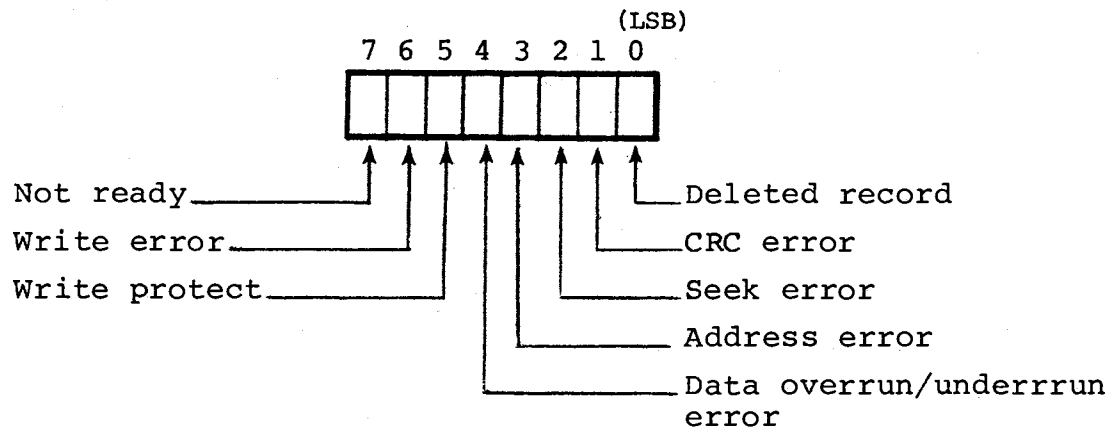 (LSB)
7 6 5 4 3 2 1 0
Not ready
Deleted record
Write error
CRC error
Write protect
Seek error
Address error
Data overrun/underrrun
error